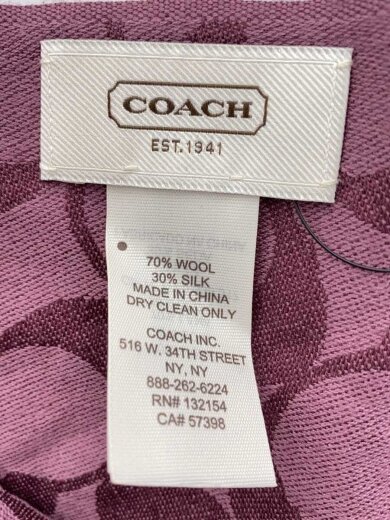 COACH
EST.1941
70% WOOL
30% SILK
MADE IN CHINA
DRY CLEAN ONLY
COACH INC.
516 W. 34TH STREET
NY, NY
888-262-6224
RN# 132154
CA# 57398